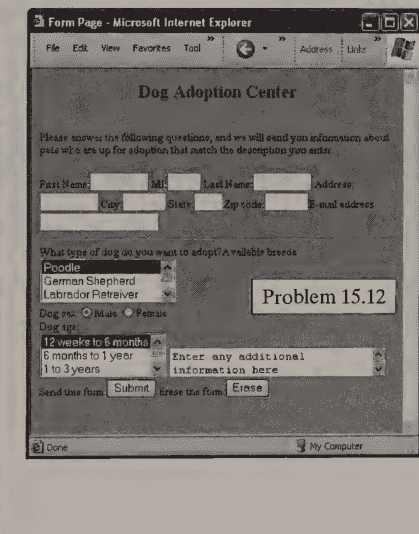 Form Page - Microsoft Internet Explorer
File Edit View Favorites Tool » Address Links »
Dog Adoption Center
Please answer the following questions, and we will send you information about
pets who are up for adoption that match the description you enter.
First Name: MI: Last Name: Address:
City: State: Zip code: E-mail address:
What type of dog do you want to adopt? Available breeds
Poodle
German Shepherd
Labrador Retreiver
Problem 15.12
Dog sex: Male Female
Dog age:
12 weeks to 6 months
6 months to 1 year
1 to 3 years
Enter any additional
information here
Send this form: Submit Erase the form: Erase
Done My Computer